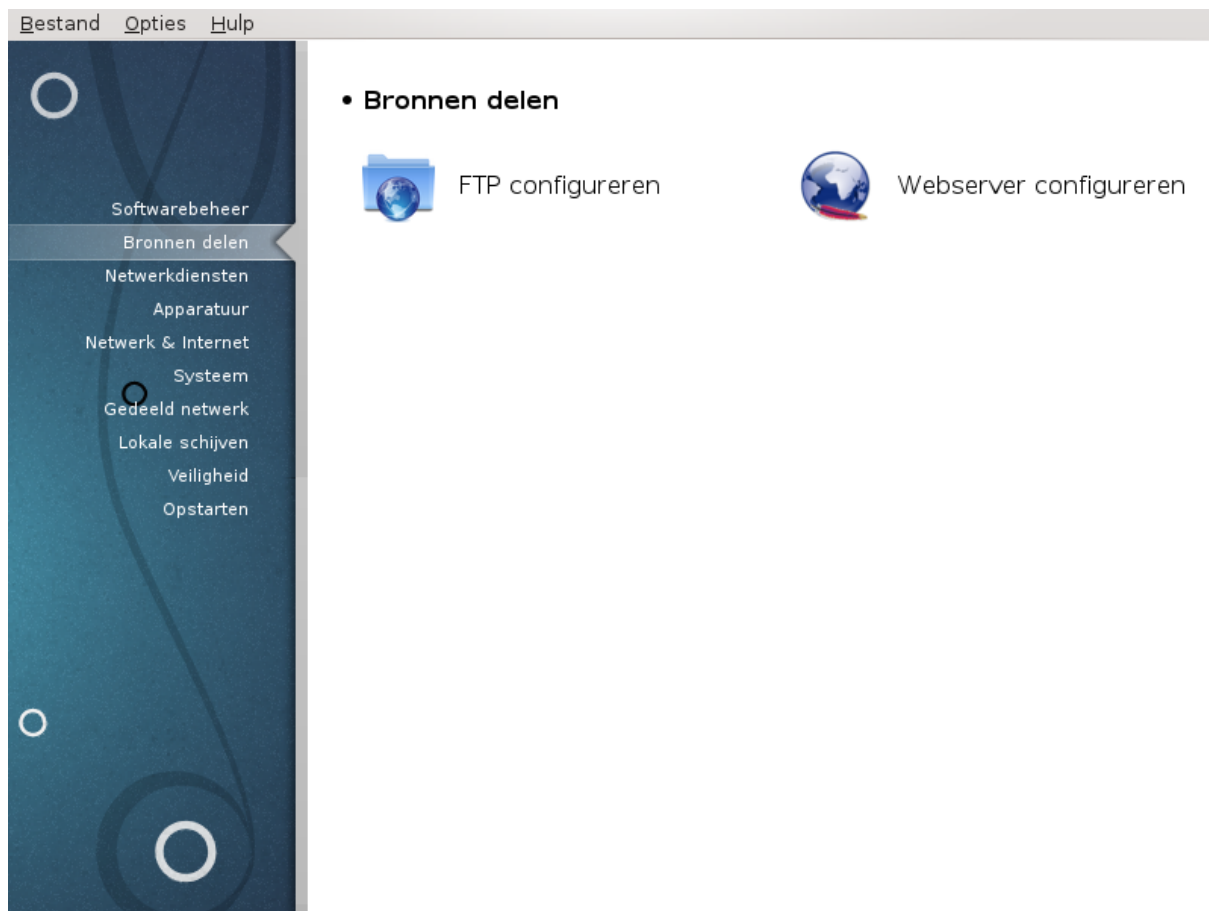 Bestand Opties Hulp
• Bronnen delen
FTP configureren
Webserver configureren
Softwarebeheer
Bronnen delen
Netwerkdiensten
Apparatuur
Netwerk & Internet
Systeem
Gedeeld netwerk
Lokale schijven
Veiligheid
Opstarten